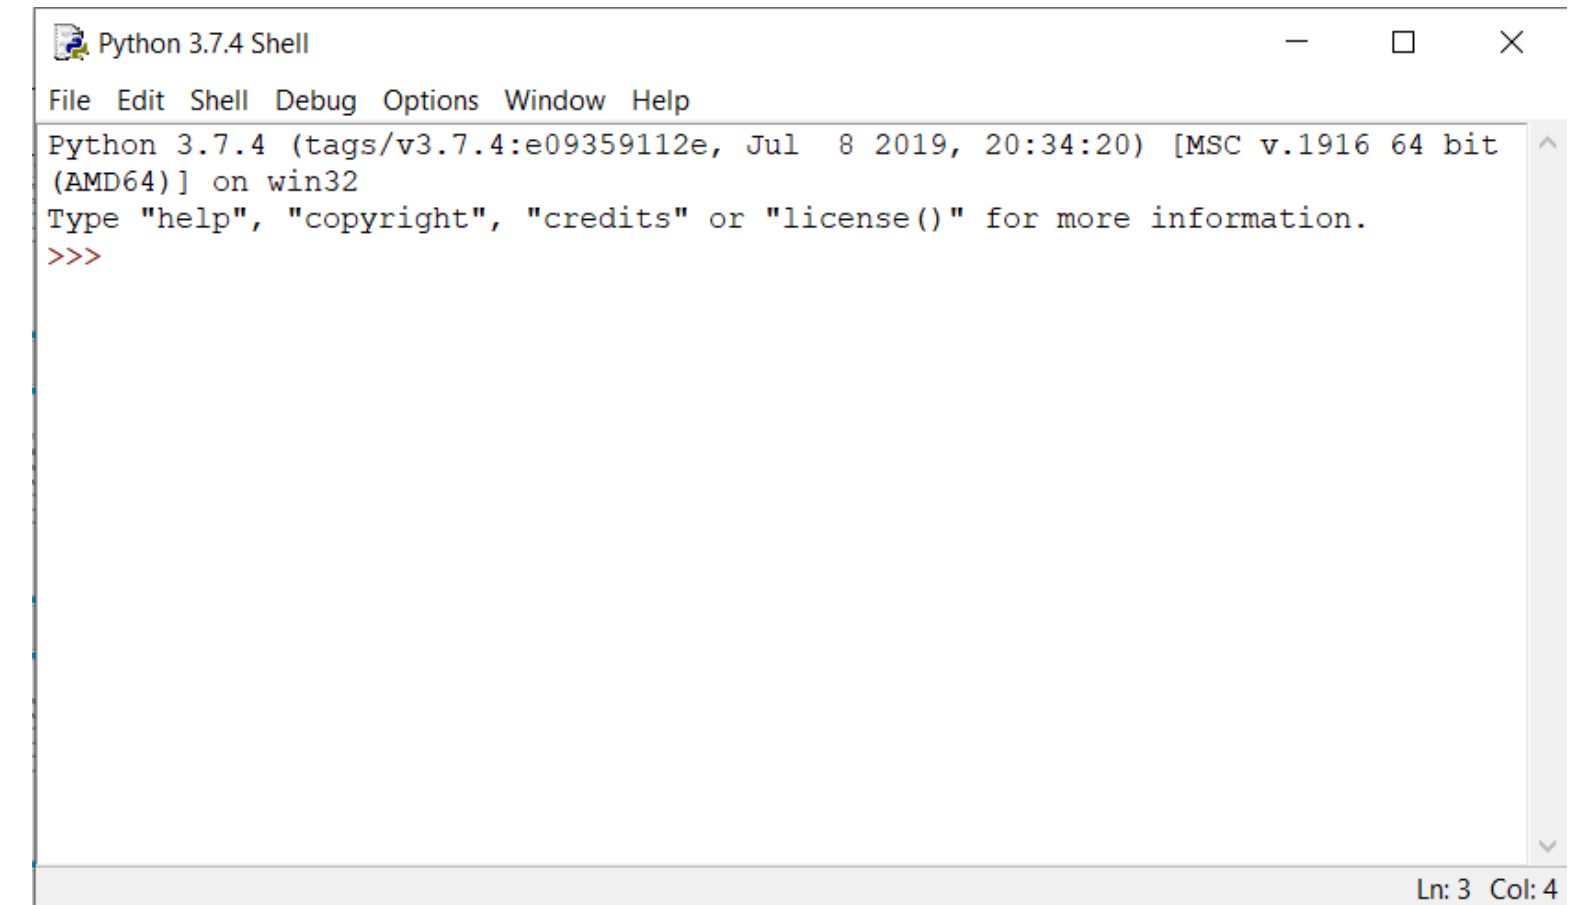 Python 3.7.4 Shell
File Edit Shell Debug Options Window Help
Python 3.7.4 (tags/v3.7.4:e09359112e, Jul  8 2019, 20:34:20) [MSC v.1916 64 bit
(AMD64)] on win32
Type "help", "copyright", "credits" or "license()" for more information.
>>>
Ln: 3 Col: 4